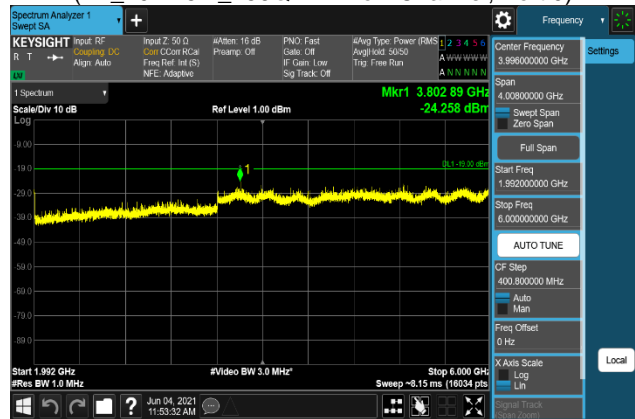 Spectrum Analyzer 1
Swept SA
Frequency
KEYSIGHT
R T
Input: RF
Coupling: DC
Align: Auto
Input Z: 50 Ω
Corr CCorr RCal
Freq Ref: Int (S)
NFE: Adaptive
#Atten: 16 dB
Preamp: Off
PNO: Fast
Gate: Off
IF Gain: Low
Sig Track: Off
#Avg Type: Power (RMS
Avg|Hold: 50/50
Trig: Free Run
1 2 3 4 5 6
A W W W W W
A N N N N N
1 Spectrum
Scale/Div 10 dB
Ref Level 1.00 dBm
Mkr1 3.802 89 GHz
-24.258 dBm
Log
-9.00
-19.0
-29.0
-39.0
-49.0
-59.0
-69.0
-79.0
-89.0
1
DL1 -19.00 dBm
Start 1.992 GHz
#Video BW 3.0 MHz*
Stop 6.000 GHz
#Res BW 1.0 MHz
Sweep ~8.15 ms (16034 pts
Center Frequency
3.996000000 GHz
Settings
Span
4.00800000 GHz
Swept Span
Zero Span
Full Span
Start Freq
1.992000000 GHz
Stop Freq
6.000000000 GHz
AUTO TUNE
CF Step
400.800000 MHz
Auto
Man
Freq Offset
0 Hz
X Axis Scale
Log
Lin
Local
Signal Track
(Span Zoom)
?
Jun 04, 2021
11:53:32 AM